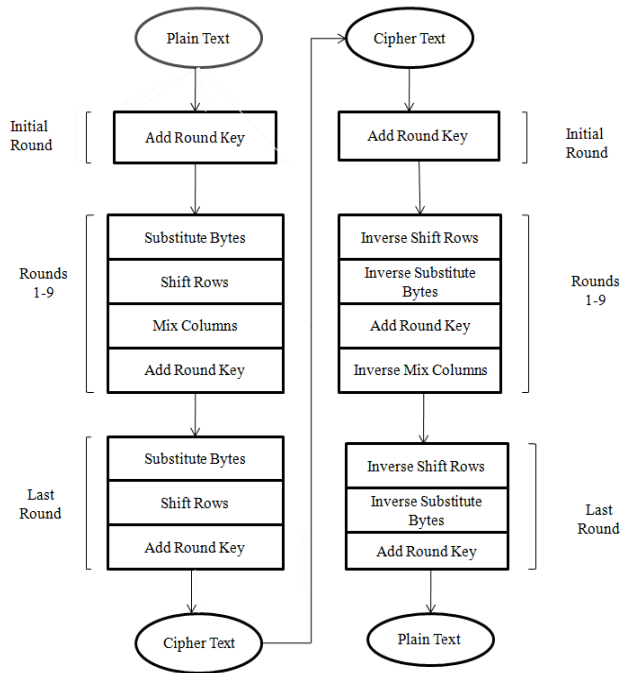 Plain Text
Initial
Round
Add Round Key
Rounds
1-9
Substitute Bytes
Shift Rows
Mix Columns
Add Round Key
Last
Round
Substitute Bytes
Shift Rows
Add Round Key
Cipher Text
Cipher Text
Add Round Key
Initial
Round
Inverse Shift Rows
Inverse Substitute
Bytes
Add Round Key
Inverse Mix Columns
Rounds
1-9
Inverse Shift Rows
Inverse Substitute
Bytes
Add Round Key
Last
Round
Plain Text